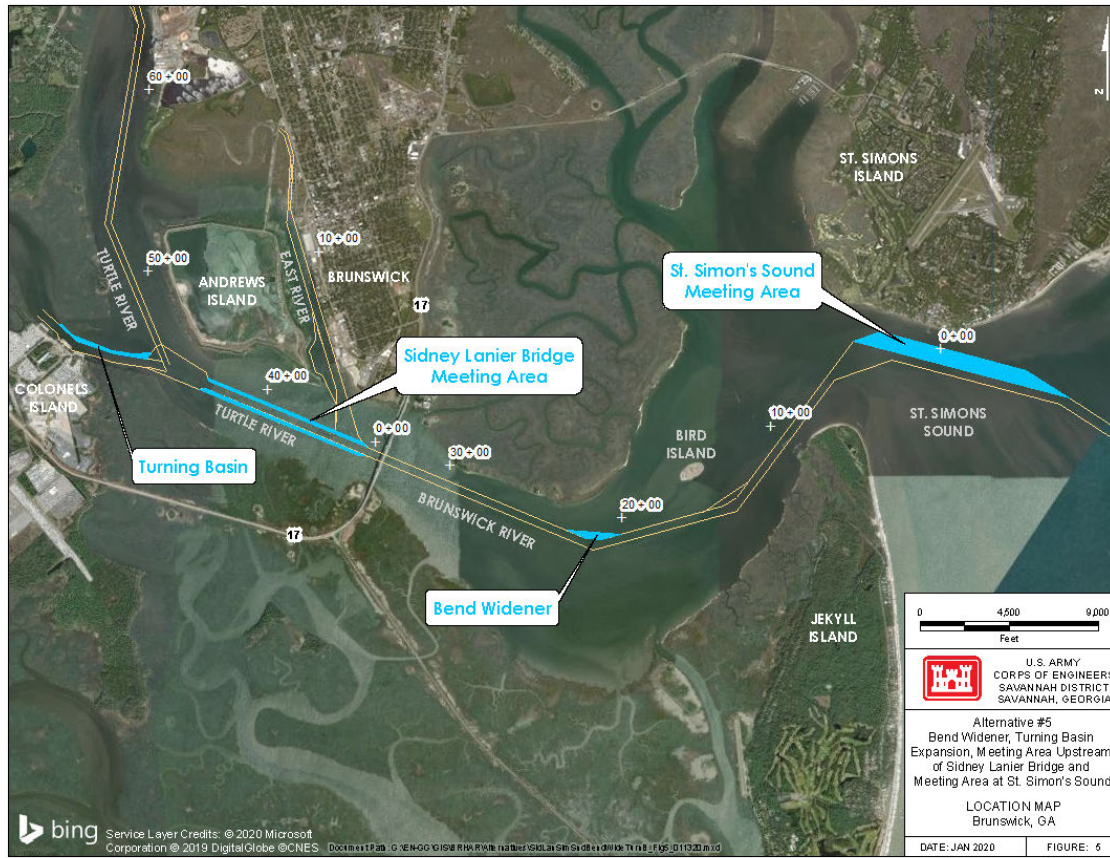 60+00
ST. SIMONS
ISLAND
N
10+00
50+00
TURTLE RIVER
ANDREWS
ISLAND
EAST RIVER
BRUNSWICK
17
St. Simon's Sound
Meeting Area
0+00
Sidney Lanier Bridge
Meeting Area
40+00
COLONELS
ISLAND
TURTLE RIVER
0+00
10+00
ST. SIMONS
SOUND
BIRD
ISLAND
30+00
Turning Basin
20+00
BRUNSWICK RIVER
17
Bend Widener
JEKYLL
ISLAND
0 4,500 9,000
Feet
U.S. ARMY
CORPS OF ENGINEERS
SAVANNAH DISTRICT
SAVANNAH, GEORGIA
Alternative #5
Bend Widener, Turning Basin
Expansion, Meeting Area Upstream
of Sidney Lanier Bridge and
Meeting Area at St. Simon's Sound
LOCATION MAP
Brunswick, GA
DATE: JAN 2020 FIGURE: 5
bing
Service Layer Credits: © 2020 Microsoft
Corporation © 2019 DigitalGlobe ©CNES
Document Path: